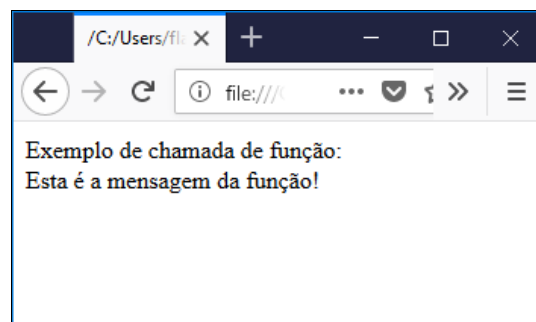 /C:/Users/fl
file:///
Exemplo de chamada de função:
Esta é a mensagem da função!